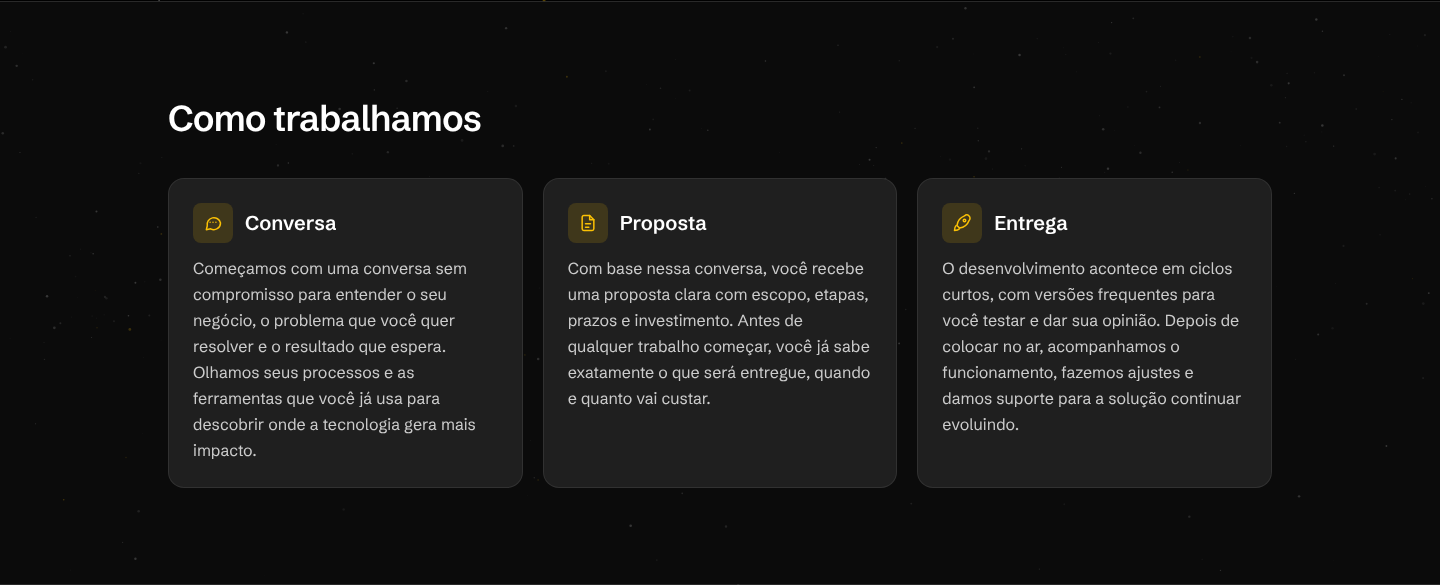 Como trabalhamos
Conversa
Começamos com uma conversa sem
compromisso para entender o seu
negócio, o problema que você quer
resolver e o resultado que espera.
Olhamos seus processos e as
ferramentas que você já usa para
descobrir onde a tecnologia gera mais
impacto.
Proposta
Com base nessa conversa, você recebe
uma proposta clara com escopo, etapas,
prazos e investimento. Antes de
qualquer trabalho começar, você já sabe
exatamente o que será entregue, quando
e quanto vai custar.
Entrega
O desenvolvimento acontece em ciclos
curtos, com versões frequentes para
você testar e dar sua opinião. Depois de
colocar no ar, acompanhamos o
funcionamento, fazemos ajustes e
damos suporte para a solução continuar
evoluindo.